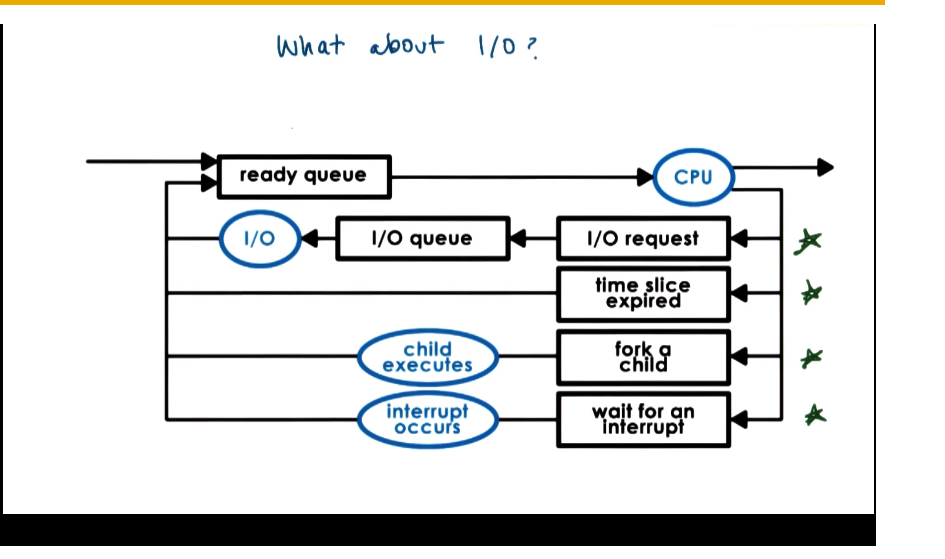 What about I/O?
ready queue
CPU
I/O
I/O queue
I/O request
time slice
expired
child
executes
fork a
child
interrupt
occurs
wait for an
interrupt